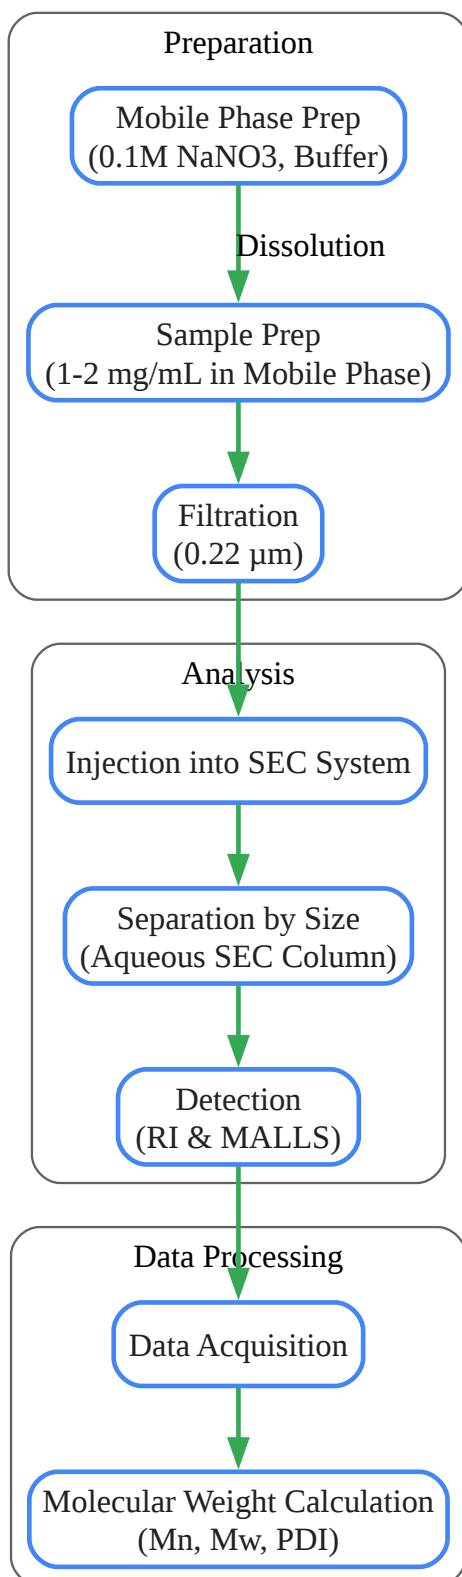 Preparation
Mobile Phase Prep
(0.1M NaNO3, Buffer)
Dissolution
Sample Prep
(1-2 mg/mL in Mobile Phase)
Filtration
(0.22 µm)
Analysis
Injection into SEC System
Separation by Size
(Aqueous SEC Column)
Detection
(RI & MALLS)
Data Processing
Data Acquisition
Molecular Weight Calculation
(Mn, Mw, PDI)